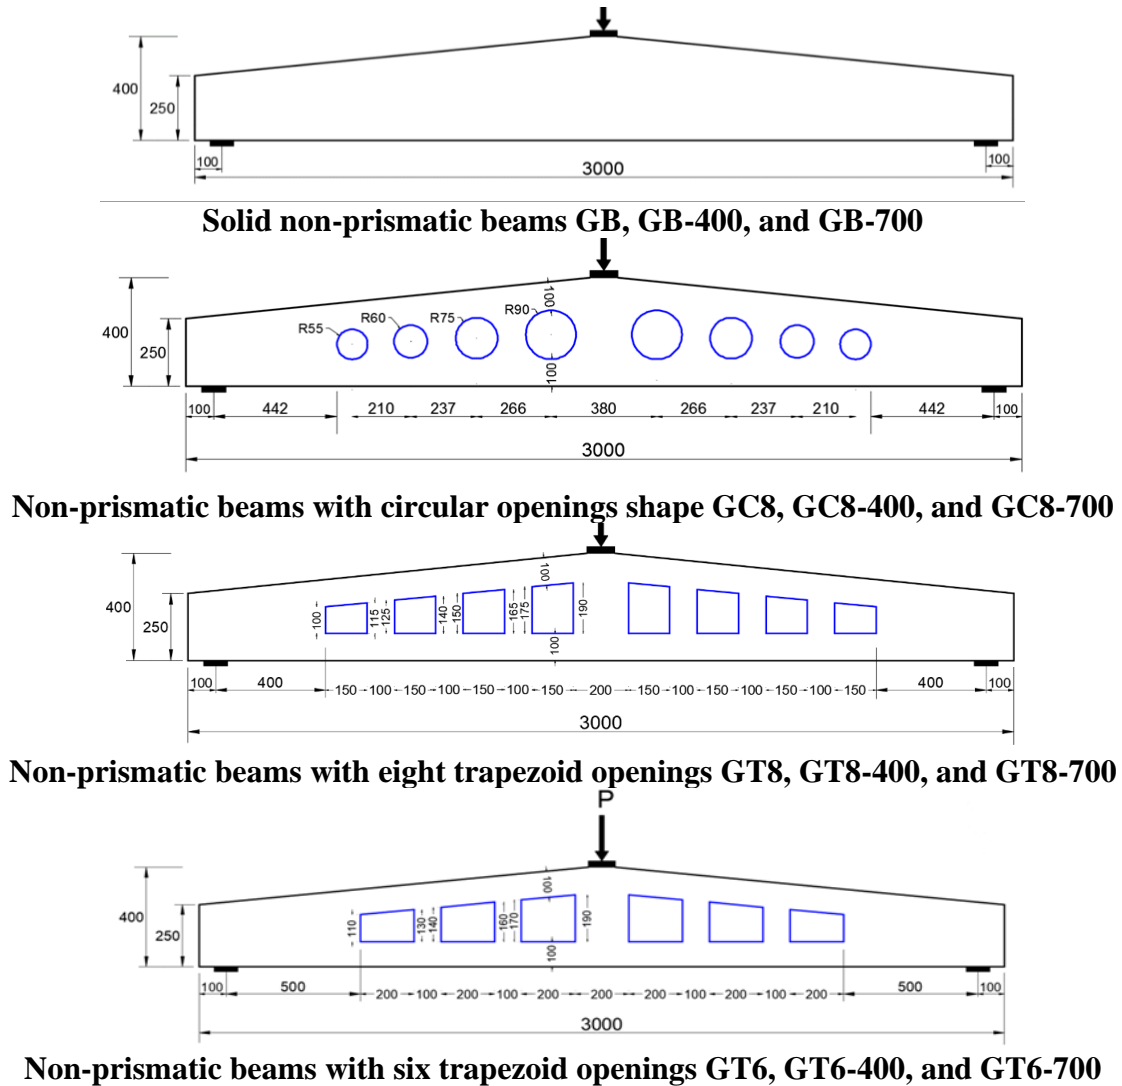 400
250
100
100
3000
Solid non-prismatic beams GB, GB-400, and GB-700
100
R90
R75
R60
R55
400
250
100
100 442 210 237 266 380 266 237 210 442 100
3000
Non-prismatic beams with circular openings shape GC8, GC8-400, and GC8-700
100
400
250
100 115 125 140 150 165 175 190
100
100 400 150 100 150 100 150 100 150 200 150 100 150 100 150 100 150 400 100
3000
Non-prismatic beams with eight trapezoid openings GT8, GT8-400, and GT8-700
P
100
400
250
110 130 140 160 170 190
100
100 500 200 100 200 100 200 200 200 100 200 100 200 500 100
3000
Non-prismatic beams with six trapezoid openings GT6, GT6-400, and GT6-700